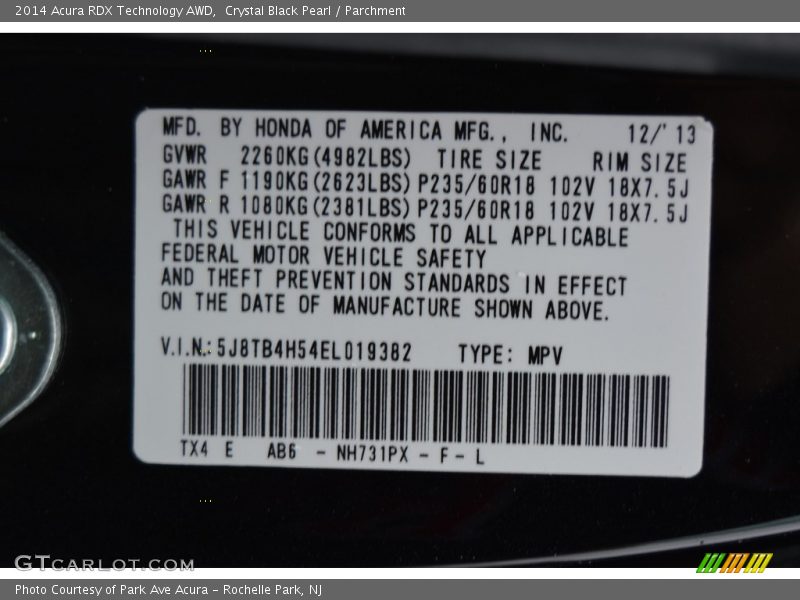 2014 Acura RDX Technology AWD,  Crystal Black Pearl / Parchment
MFD. BY HONDA OF AMERICA MFG., INC. 12/'13
GVWR 2260KG(4982LBS) TIRE SIZE RIM SIZE
GAWR F 1190KG(2623LBS) P235/60R18 102V 18X7.5J
GAWR R 1080KG(2381LBS) P235/60R18 102V 18X7.5J
THIS VEHICLE CONFORMS TO ALL APPLICABLE
FEDERAL MOTOR VEHICLE SAFETY
AND THEFT PREVENTION STANDARDS IN EFFECT
ON THE DATE OF MANUFACTURE SHOWN ABOVE.
V.I.N.: 5J8TB4H54EL019382 TYPE: MPV
TX4 E AB6 - NH731PX - F - L
GTCARLOT.COM
Photo Courtesy of Park Ave Acura - Rochelle Park, NJ